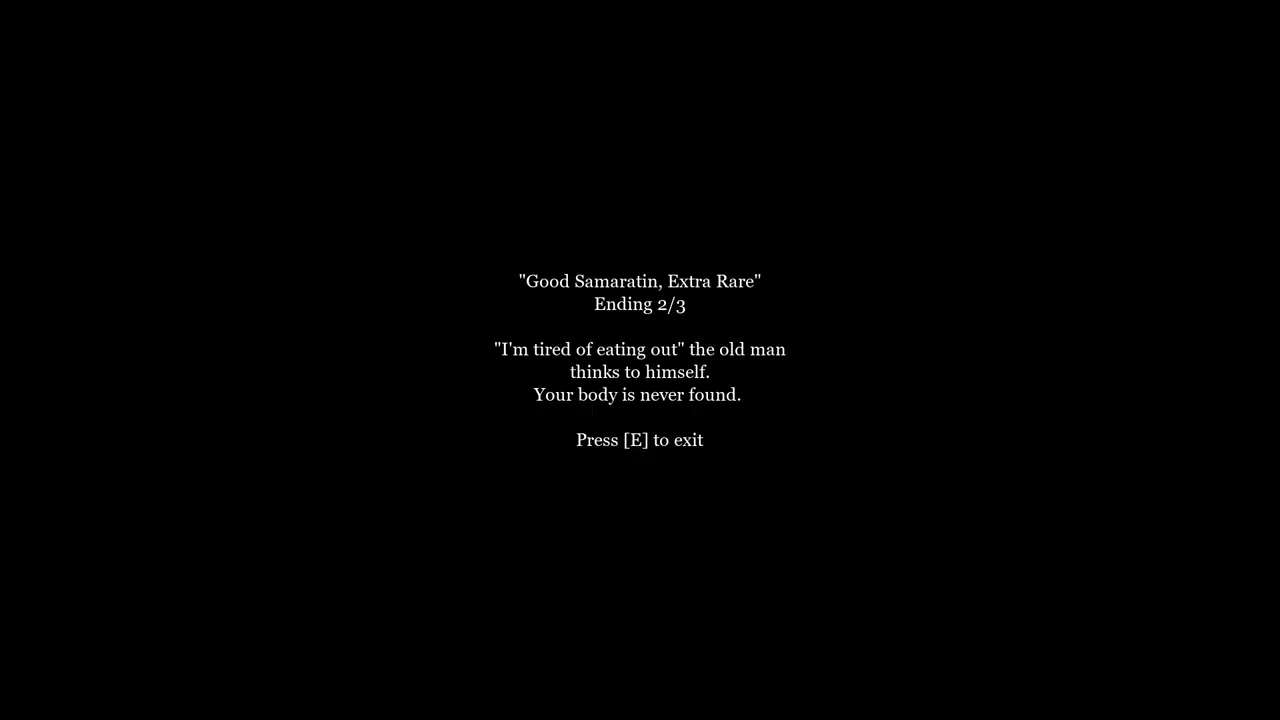 "Good Samaratin, Extra Rare"
Ending 2/3
"I'm tired of eating out" the old man
thinks to himself.
Your body is never found.
Press [E] to exit